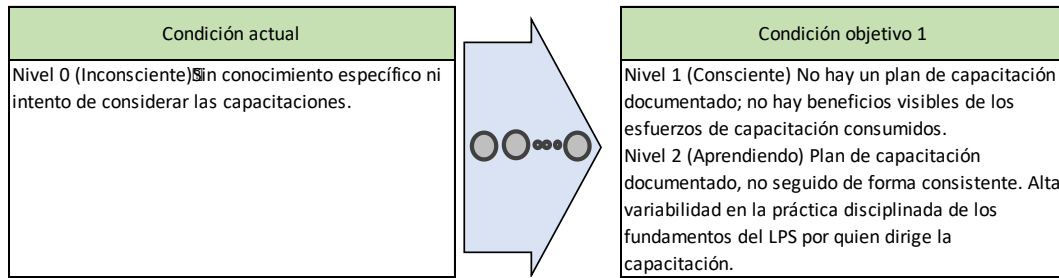 Condición actual
Nivel 0 (Inconsciente) Sin conocimiento específico ni
intento de considerar las capacitaciones.
Condición objetivo 1
Nivel 1 (Consciente) No hay un plan de capacitación
documentado; no hay beneficios visibles de los
esfuerzos de capacitación consumidos.
Nivel 2 (Aprendiendo) Plan de capacitación
documentado, no seguido de forma consistente. Alta
variabilidad en la práctica disciplinada de los
fundamentos del LPS por quien dirige la
capacitación.